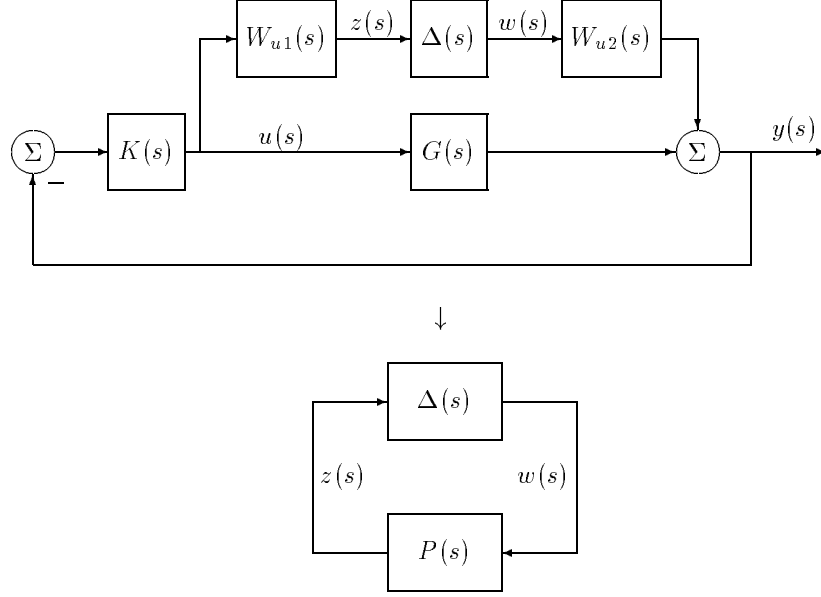 W_{u1}(s) z(s) Δ(s) w(s) W_{u2}(s)
Σ K(s) u(s) G(s) Σ y(s)
−
↓
Δ(s)
z(s) w(s)
P(s)